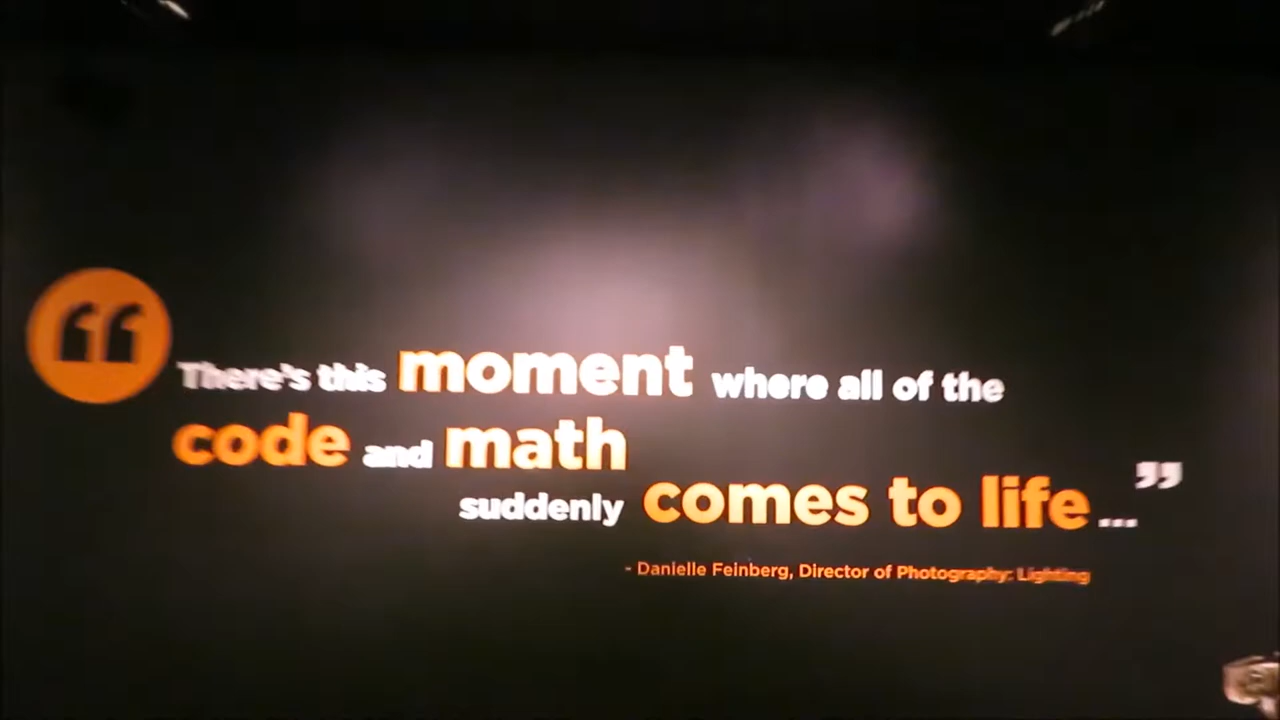 “There's this moment where all of the
code and math
suddenly comes to life...”
- Danielle Feinberg, Director of Photography: Lighting